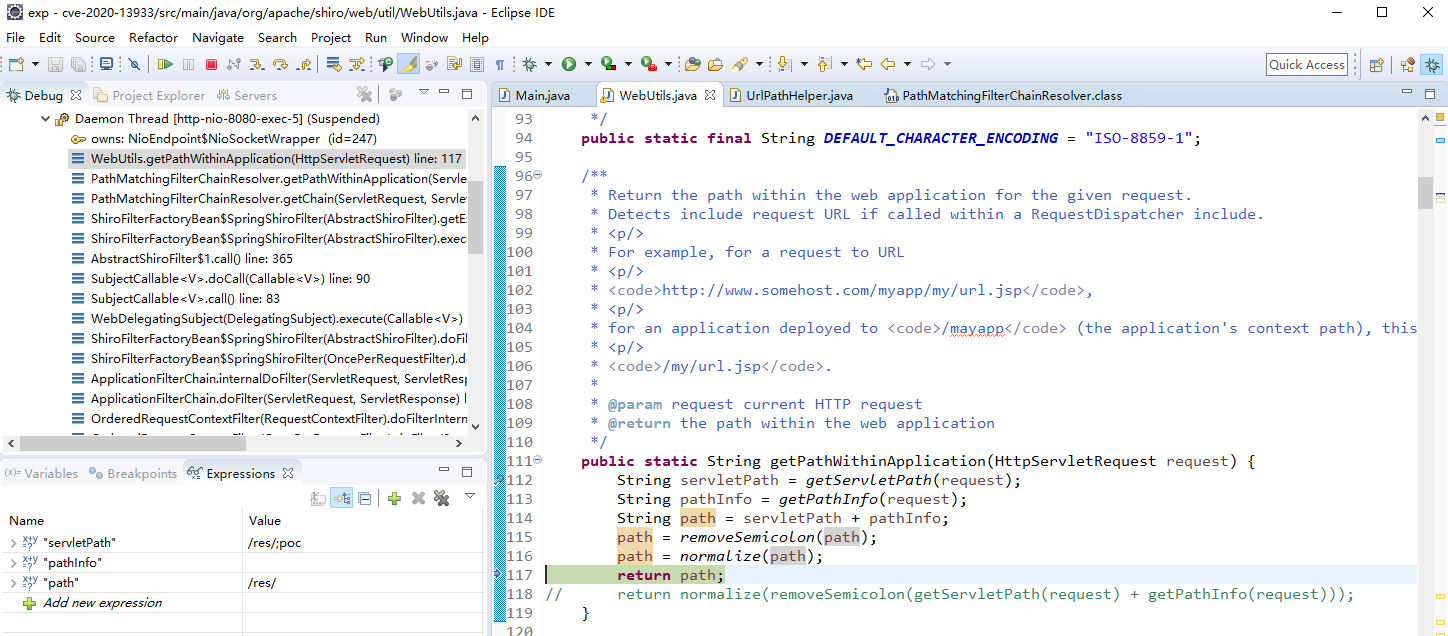 exp - cve-2020-13933/src/main/java/org/apache/shiro/web/util/WebUtils.java - Eclipse IDE
File Edit Source Refactor Navigate Search Project Run Window Help
Quick Access
Debug Project Explorer Servers
Daemon Thread [http-nio-8080-exec-5] (Suspended)
owns: NioEndpoint$NioSocketWrapper (id=247)
WebUtils.getPathWithinApplication(HttpServletRequest) line: 117
PathMatchingFilterChainResolver.getPathWithinApplication(Servle
PathMatchingFilterChainResolver.getChain(ServletRequest, Servlet
ShiroFilterFactoryBean$SpringShiroFilter(AbstractShiroFilter).getE
ShiroFilterFactoryBean$SpringShiroFilter(AbstractShiroFilter).exec
AbstractShiroFilter$1.call() line: 365
SubjectCallable<V>.doCall(Callable<V>) line: 90
SubjectCallable<V>.call() line: 83
WebDelegatingSubject(DelegatingSubject).execute(Callable<V>)
ShiroFilterFactoryBean$SpringShiroFilter(AbstractShiroFilter).doFil
ShiroFilterFactoryBean$SpringShiroFilter(OncePerRequestFilter).d
ApplicationFilterChain.internalDoFilter(ServletRequest, ServletResp
ApplicationFilterChain.doFilter(ServletRequest, ServletResponse) l
OrderedRequestContextFilter(RequestContextFilter).doFilterIntern
(x)= Variables Breakpoints Expressions
Name Value
"servletPath" /res/;poc
"pathInfo"
"path" /res/
Add new expression
Main.java WebUtils.java UrlPathHelper.java PathMatchingFilterChainResolver.class
93 */
94 public static final String DEFAULT_CHARACTER_ENCODING = "ISO-8859-1";
95
96 /**
97 * Return the path within the web application for the given request.
98 * Detects include request URL if called within a RequestDispatcher include.
99 * <p/>
100 * For example, for a request to URL
101 * <p/>
102 * <code>http://www.somehost.com/myapp/my/url.jsp</code>,
103 * <p/>
104 * for an application deployed to <code>/mayapp</code> (the application's context path), this
105 * <p/>
106 * <code>/my/url.jsp</code>.
107 *
108 * @param request current HTTP request
109 * @return the path within the web application
110 */
111 public static String getPathWithinApplication(HttpServletRequest request) {
112 String servletPath = getServletPath(request);
113 String pathInfo = getPathInfo(request);
114 String path = servletPath + pathInfo;
115 path = removeSemicolon(path);
116 path = normalize(path);
117 return path;
118 // return normalize(removeSemicolon(getServletPath(request) + getPathInfo(request)));
119 }
120